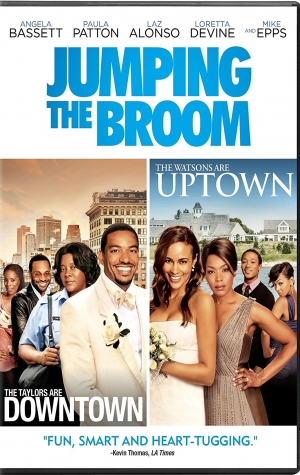 ANGELA BASSETT
PAULA PATTON
LAZ ALONSO
LORETTA DEVINE
AND MIKE EPPS
JUMPING
THE BROOM
THE WATSONS ARE
UPTOWN
THE TAYLORS ARE
DOWNTOWN
"FUN, SMART AND HEART-TUGGING."
-Kevin Thomas, LA Times